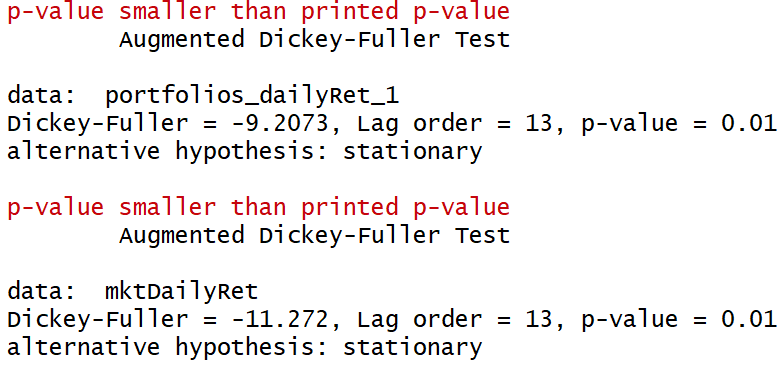 p-value smaller than printed p-value
Augmented Dickey-Fuller Test
data:  portfolios_dailyRet_1
Dickey-Fuller = -9.2073, Lag order = 13, p-value = 0.01
alternative hypothesis: stationary
p-value smaller than printed p-value
Augmented Dickey-Fuller Test
data:  mktDailyRet
Dickey-Fuller = -11.272, Lag order = 13, p-value = 0.01
alternative hypothesis: stationary